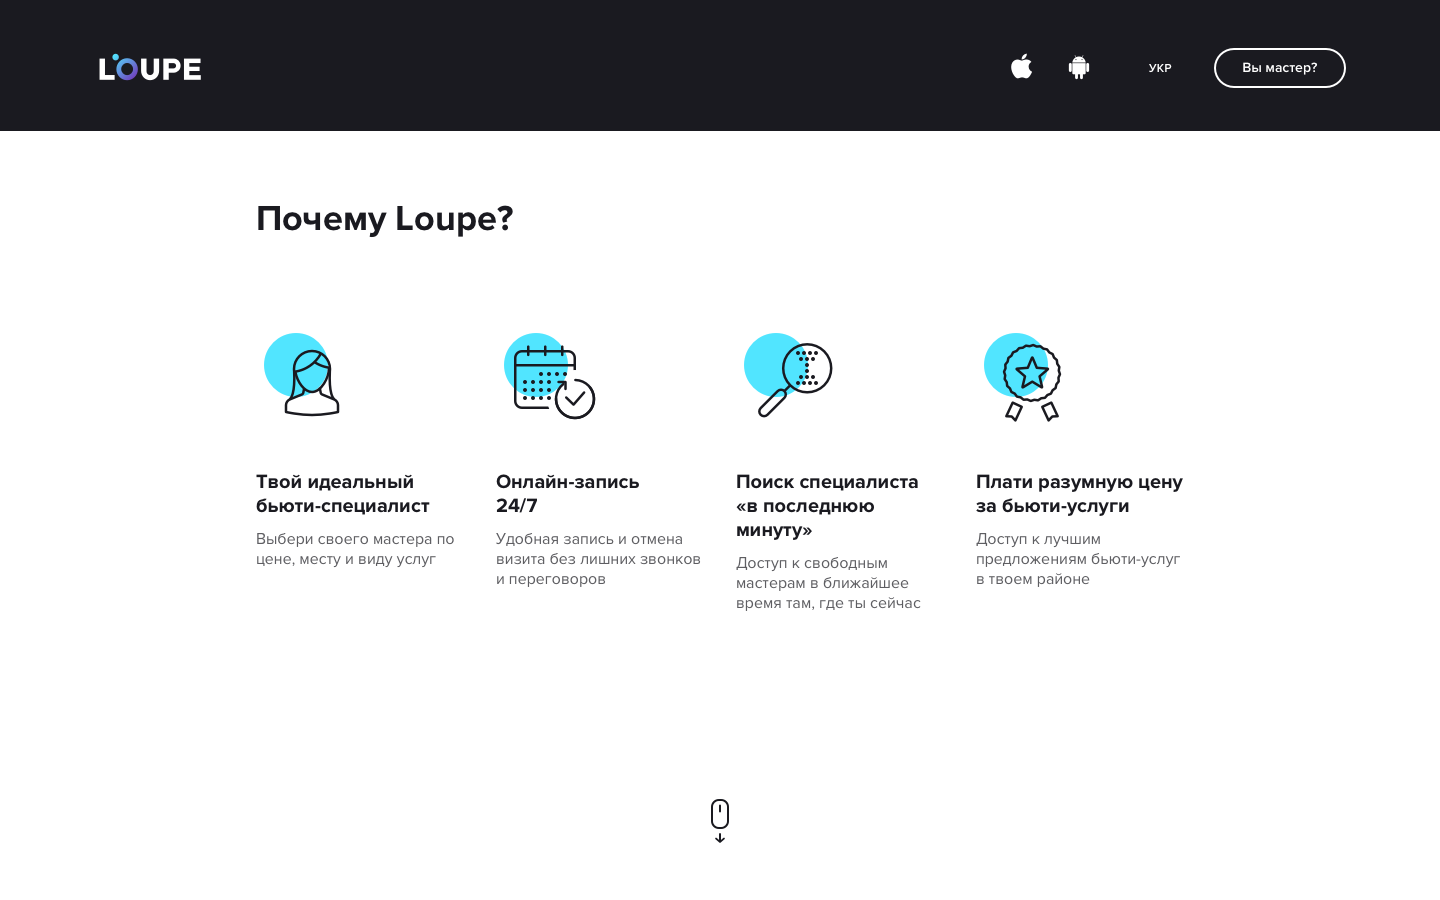 LOUPE
УКР
Вы мастер?
Почему Loupe?
Твой идеальный
бьюти-специалист
Выбери своего мастера по
цене, месту и виду услуг
Онлайн-запись
24/7
Удобная запись и отмена
визита без лишних звонков
и переговоров
Поиск специалиста
«в последнюю
минуту»
Доступ к свободным
мастерам в ближайшее
время там, где ты сейчас
Плати разумную цену
за бьюти-услуги
Доступ к лучшим
предложениям бьюти-услуг
в твоем районе